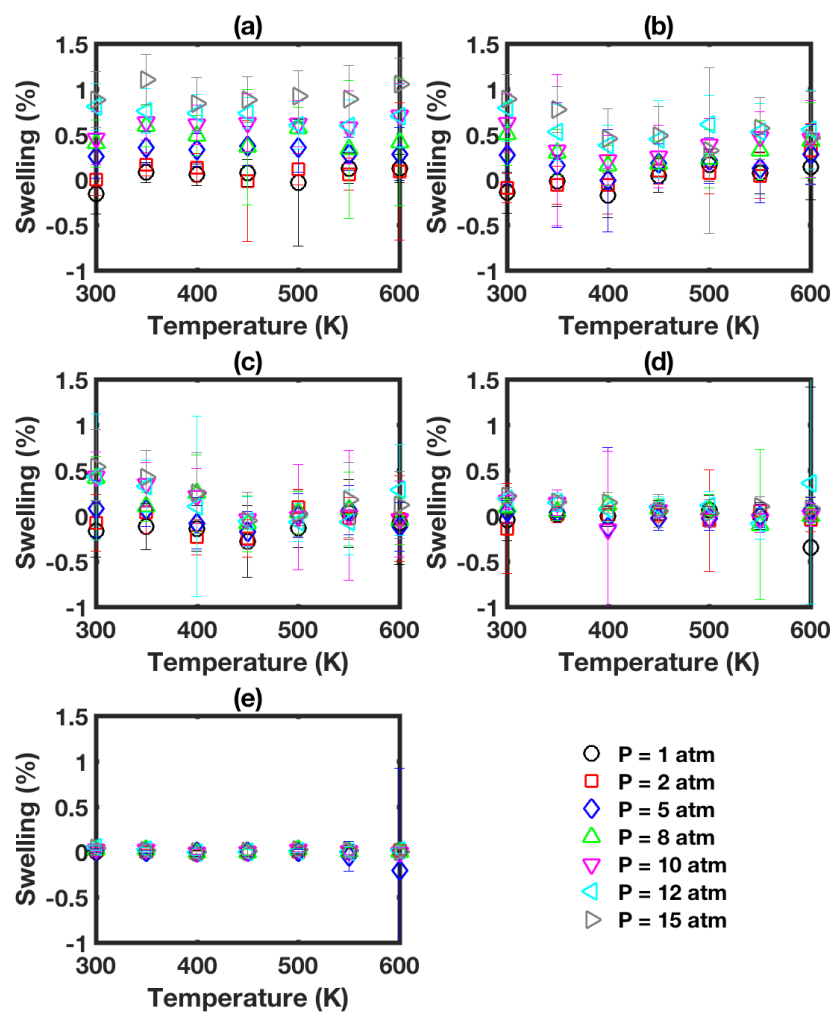 (a)
1.5
1
0.5
0
-0.5
-1
Swelling (%)
300 400 500 600
Temperature (K)
(b)
1.5
1
0.5
0
-0.5
-1
Swelling (%)
300 400 500 600
Temperature (K)
(c)
1.5
1
0.5
0
-0.5
-1
Swelling (%)
300 400 500 600
Temperature (K)
(d)
1.5
1
0.5
0
-0.5
-1
Swelling (%)
300 400 500 600
Temperature (K)
(e)
1.5
1
0.5
0
-0.5
-1
Swelling (%)
300 400 500 600
Temperature (K)
P = 1 atm
P = 2 atm
P = 5 atm
P = 8 atm
P = 10 atm
P = 12 atm
P = 15 atm